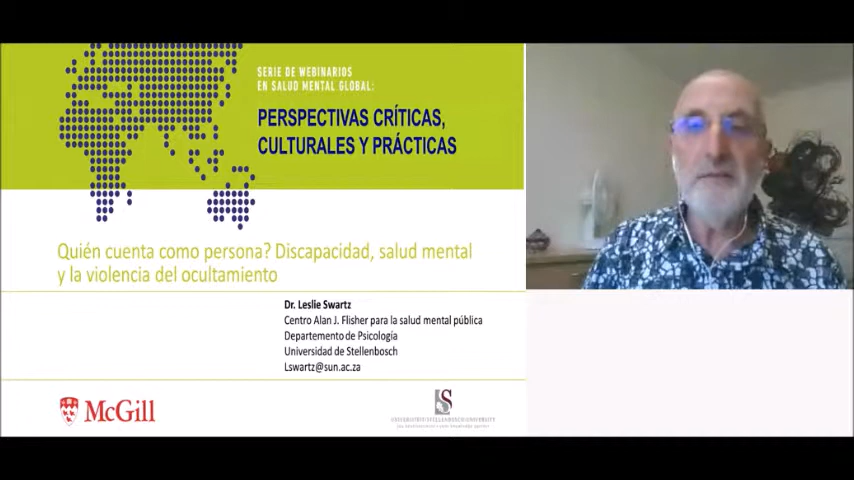 SERIE DE WEBINARIOS
EN SALUD MENTAL GLOBAL:
PERSPECTIVAS CRÍTICAS,
CULTURALES Y PRÁCTICAS
Quién cuenta como persona? Discapacidad, salud mental
y la violencia del ocultamiento
Dr. Leslie Swartz
Centro Alan J. Flisher para la salud mental pública
Departamento de Psicología
Universidad de Stellenbosch
Lswartz@sun.ac.za
McGill